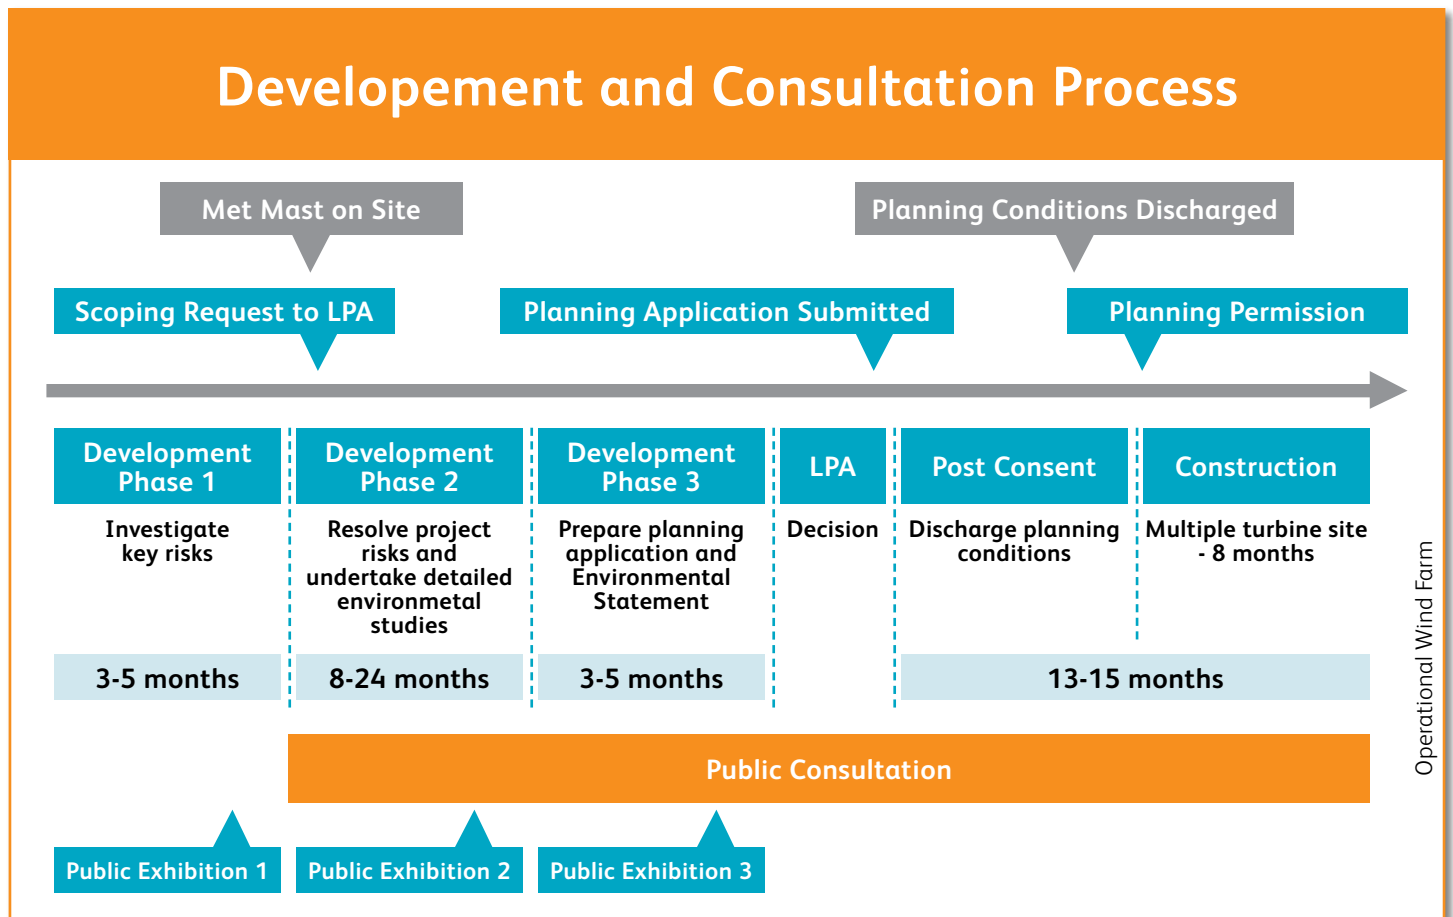 Developement and Consultation Process
Met Mast on Site
Planning Conditions Discharged
Scoping Request to LPA
Planning Application Submitted
Planning Permission
Development
Phase 1
Development
Phase 2
Development
Phase 3
LPA
Post Consent
Construction
Investigate
key risks
Resolve project
risks and
undertake detailed
environmetal
studies
Prepare planning
application and
Environmental
Statement
Decision
Discharge planning
conditions
Multiple turbine site
- 8 months
3-5 months
8-24 months
3-5 months
13-15 months
Operational Wind Farm
Public Consultation
Public Exhibition 1
Public Exhibition 2
Public Exhibition 3